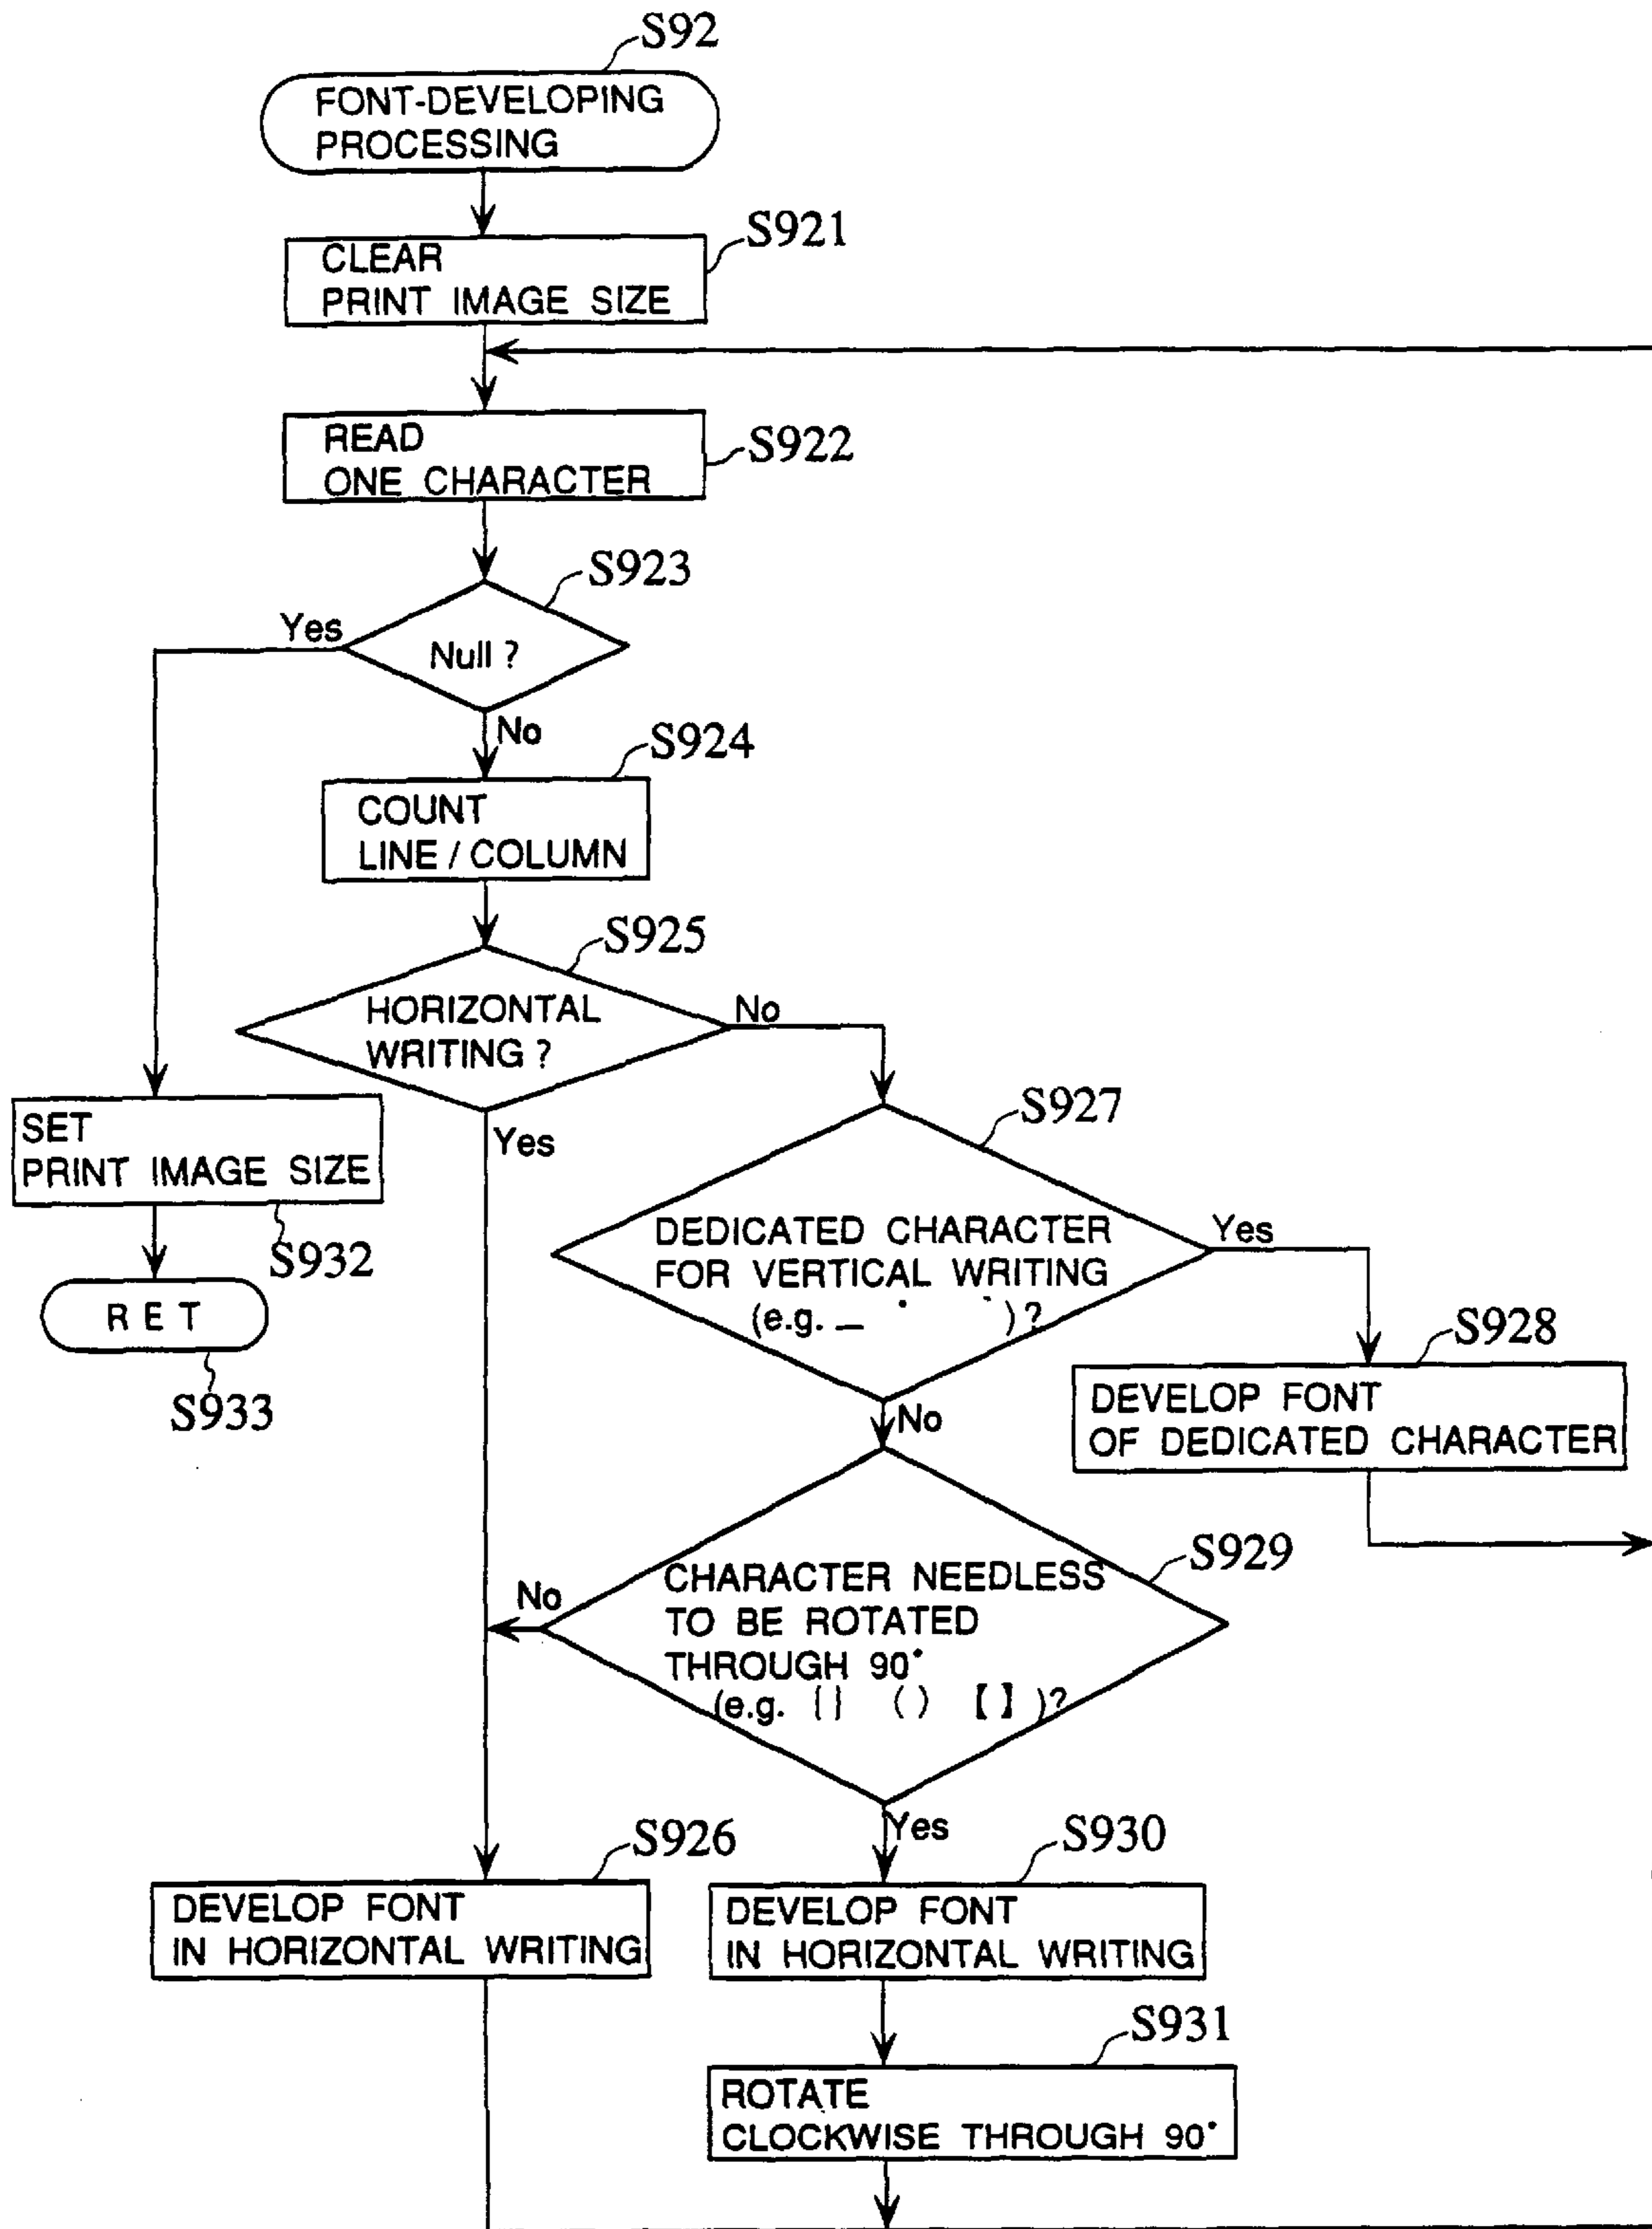 S92
FONT-DEVELOPING
PROCESSING
S921
CLEAR
PRINT IMAGE SIZE
S922
READ
ONE CHARACTER
S923
Yes
Null ?
No
S924
COUNT
LINE / COLUMN
S925
HORIZONTAL
WRITING ?
No
Yes
SET
PRINT IMAGE SIZE
S932
R E T
S933
S927
DEDICATED CHARACTER
FOR VERTICAL WRITING
(e.g. )?
Yes
No
S928
DEVELOP FONT
OF DEDICATED CHARACTER
S929
CHARACTER NEEDLESS
TO BE ROTATED
THROUGH 90°
(e.g. { } ( ) 【 】 )?
No
Yes
S926
DEVELOP FONT
IN HORIZONTAL WRITING
S930
DEVELOP FONT
IN HORIZONTAL WRITING
S931
ROTATE
CLOCKWISE THROUGH 90°